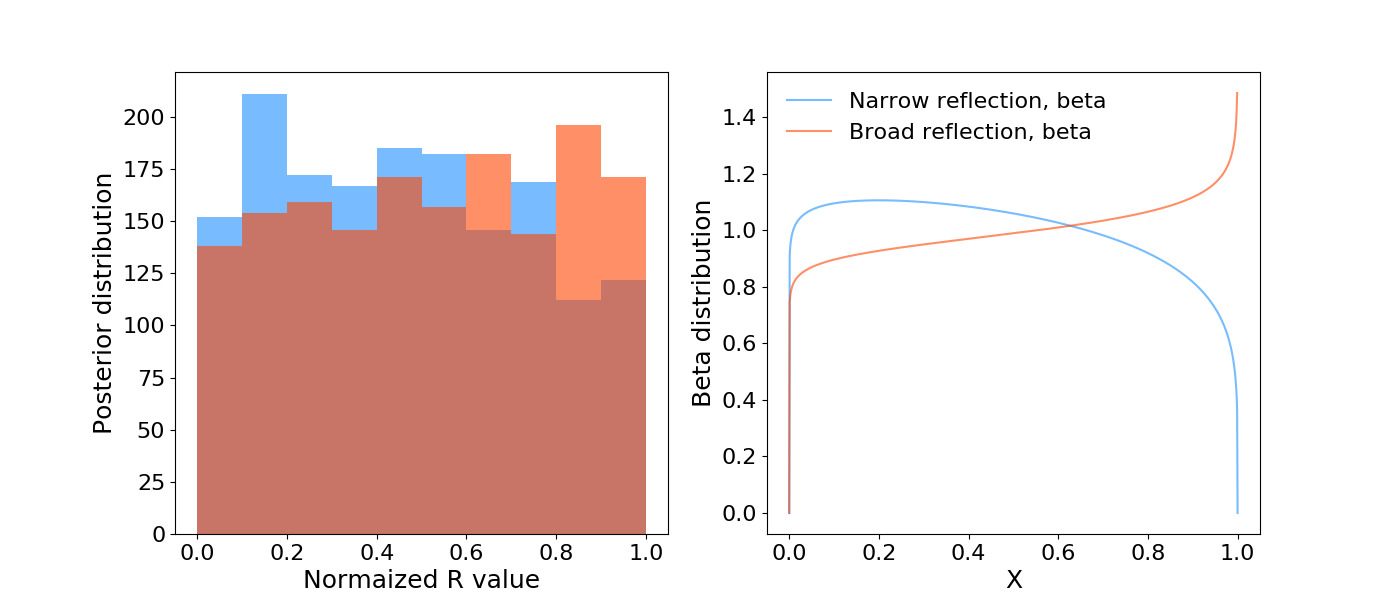 Posterior distribution
200
175
150
125
100
75
50
25
0
0.0 0.2 0.4 0.6 0.8 1.0
Normaized R value
Beta distribution
1.4
1.2
1.0
0.8
0.6
0.4
0.2
0.0
Narrow reflection, beta
Broad reflection, beta
0.0 0.2 0.4 0.6 0.8 1.0
X